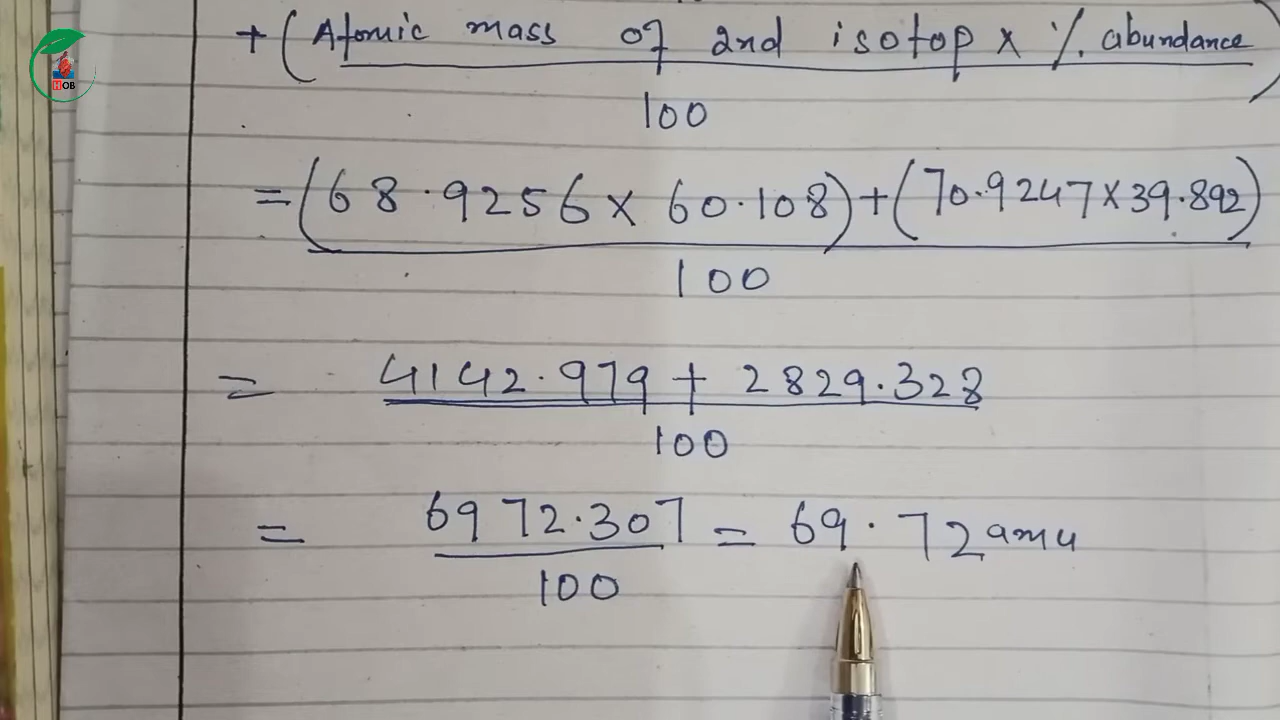 HOB
+ (Atomic mass of 2nd isotop x % abundance)
100
= (68.9256 x 60.108) + (70.9247 x 39.892)
100
= 4142.979 + 2829.328
100
= 6972.307 = 69.72 amu
100